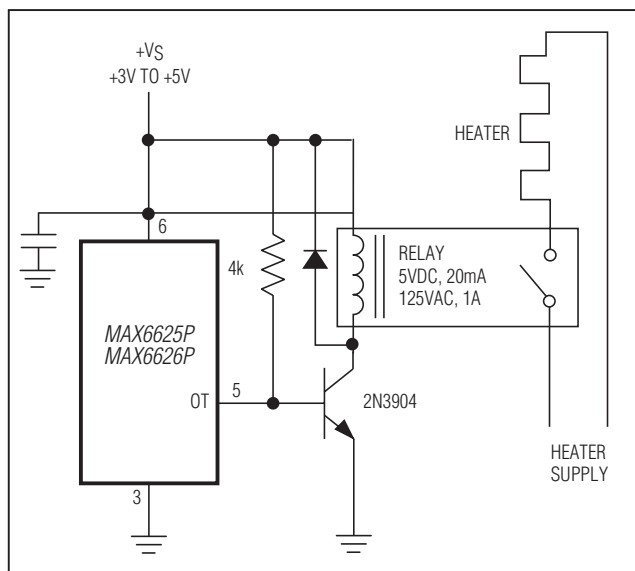 +VS
+3V TO +5V
HEATER
6
4k
RELAY
5VDC, 20mA
125VAC, 1A
MAX6625P
MAX6626P
5
OT
2N3904
HEATER
SUPPLY
3